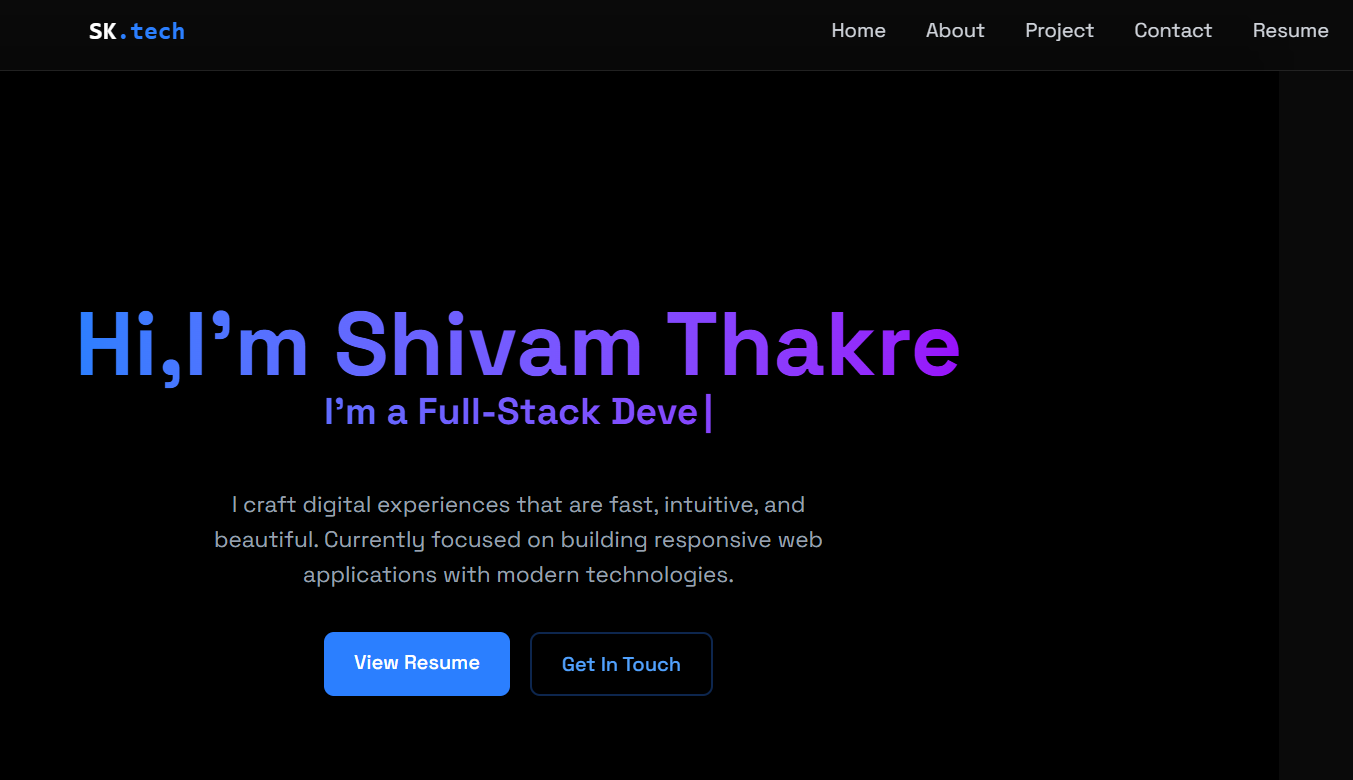 SK.tech
Home About Project Contact Resume
Hi,I'm Shivam Thakre
I'm a Full-Stack Deve|
I craft digital experiences that are fast, intuitive, and
beautiful. Currently focused on building responsive web
applications with modern technologies.
View Resume Get In Touch